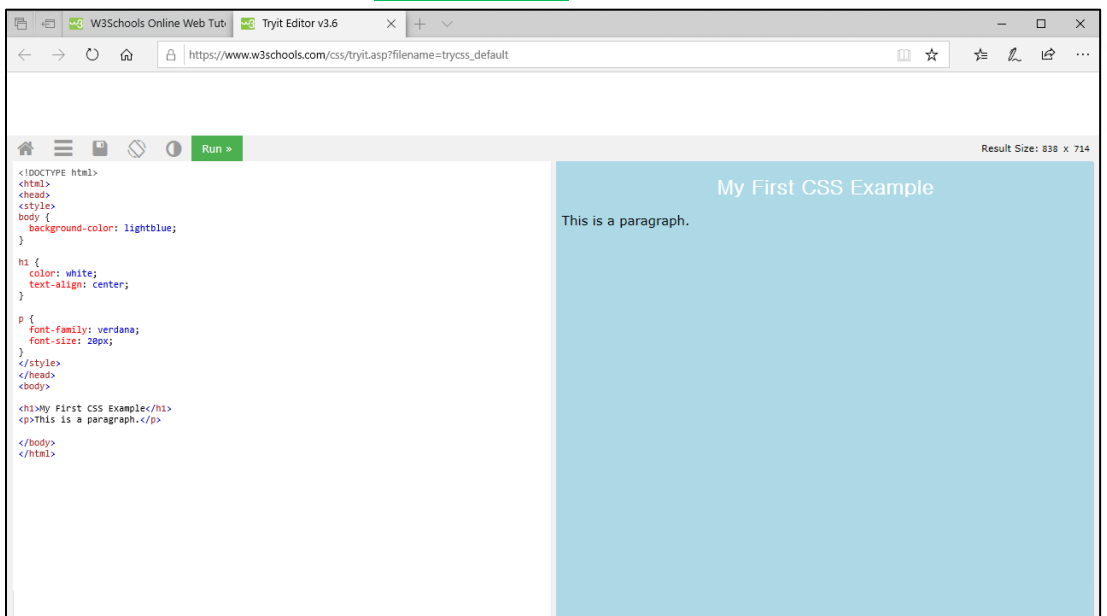 W3Schools Online Web Tut
Tryit Editor v3.6
https://www.w3schools.com/css/tryit.asp?filename=trycss_default
Run »
Result Size: 838 x 714
<!DOCTYPE html>
<html>
<head>
<style>
body {
  background-color: lightblue;
}
h1 {
  color: white;
  text-align: center;
}
p {
  font-family: verdana;
  font-size: 20px;
}
</style>
</head>
<body>
<h1>My First CSS Example</h1>
<p>This is a paragraph.</p>
</body>
</html>
My First CSS Example
This is a paragraph.